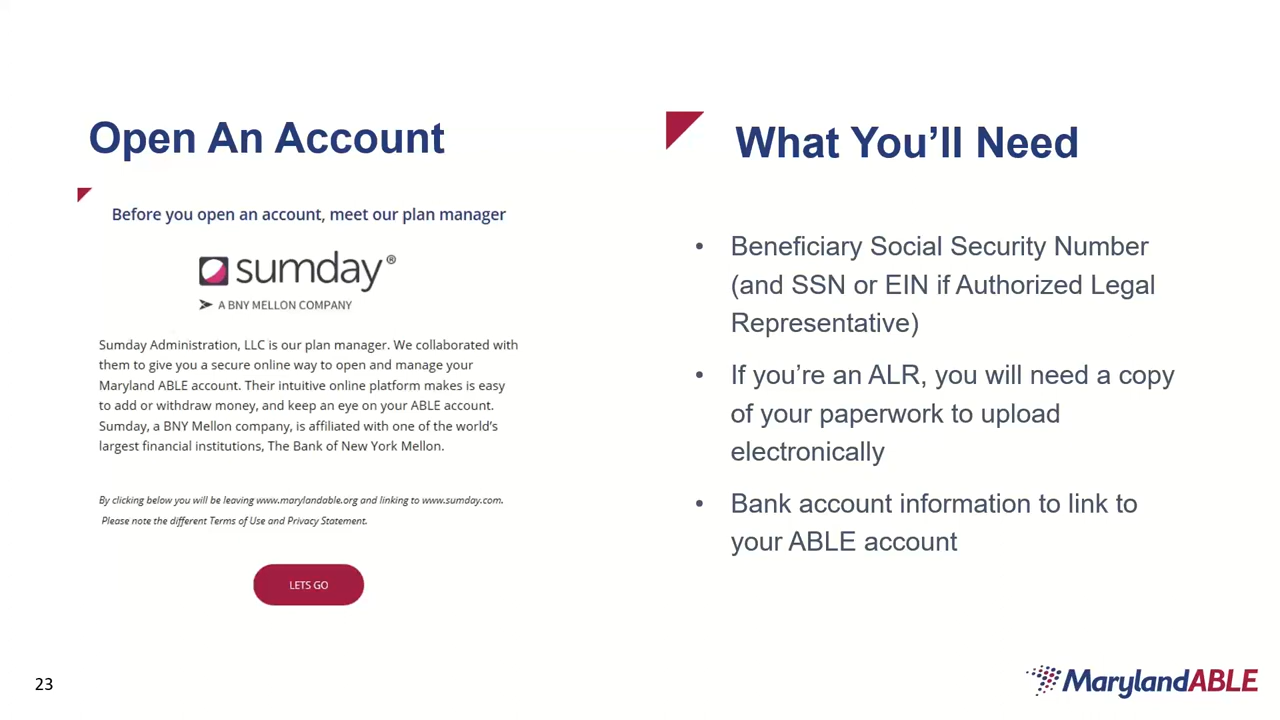 Open An Account
Before you open an account, meet our plan manager
sumday®
A BNY MELLON COMPANY
Sumday Administration, LLC is our plan manager. We collaborated with
them to give you a secure online way to open and manage your
Maryland ABLE account. Their intuitive online platform makes is easy
to add or withdraw money, and keep an eye on your ABLE account.
Sumday, a BNY Mellon company, is affiliated with one of the world's
largest financial institutions, The Bank of New York Mellon.
By clicking below you will be leaving www.marylandable.org and linking to www.sumday.com.
Please note the different Terms of Use and Privacy Statement.
LETS GO
What You'll Need
• Beneficiary Social Security Number
(and SSN or EIN if Authorized Legal
Representative)
• If you're an ALR, you will need a copy
of your paperwork to upload
electronically
• Bank account information to link to
your ABLE account
23
MarylandABLE